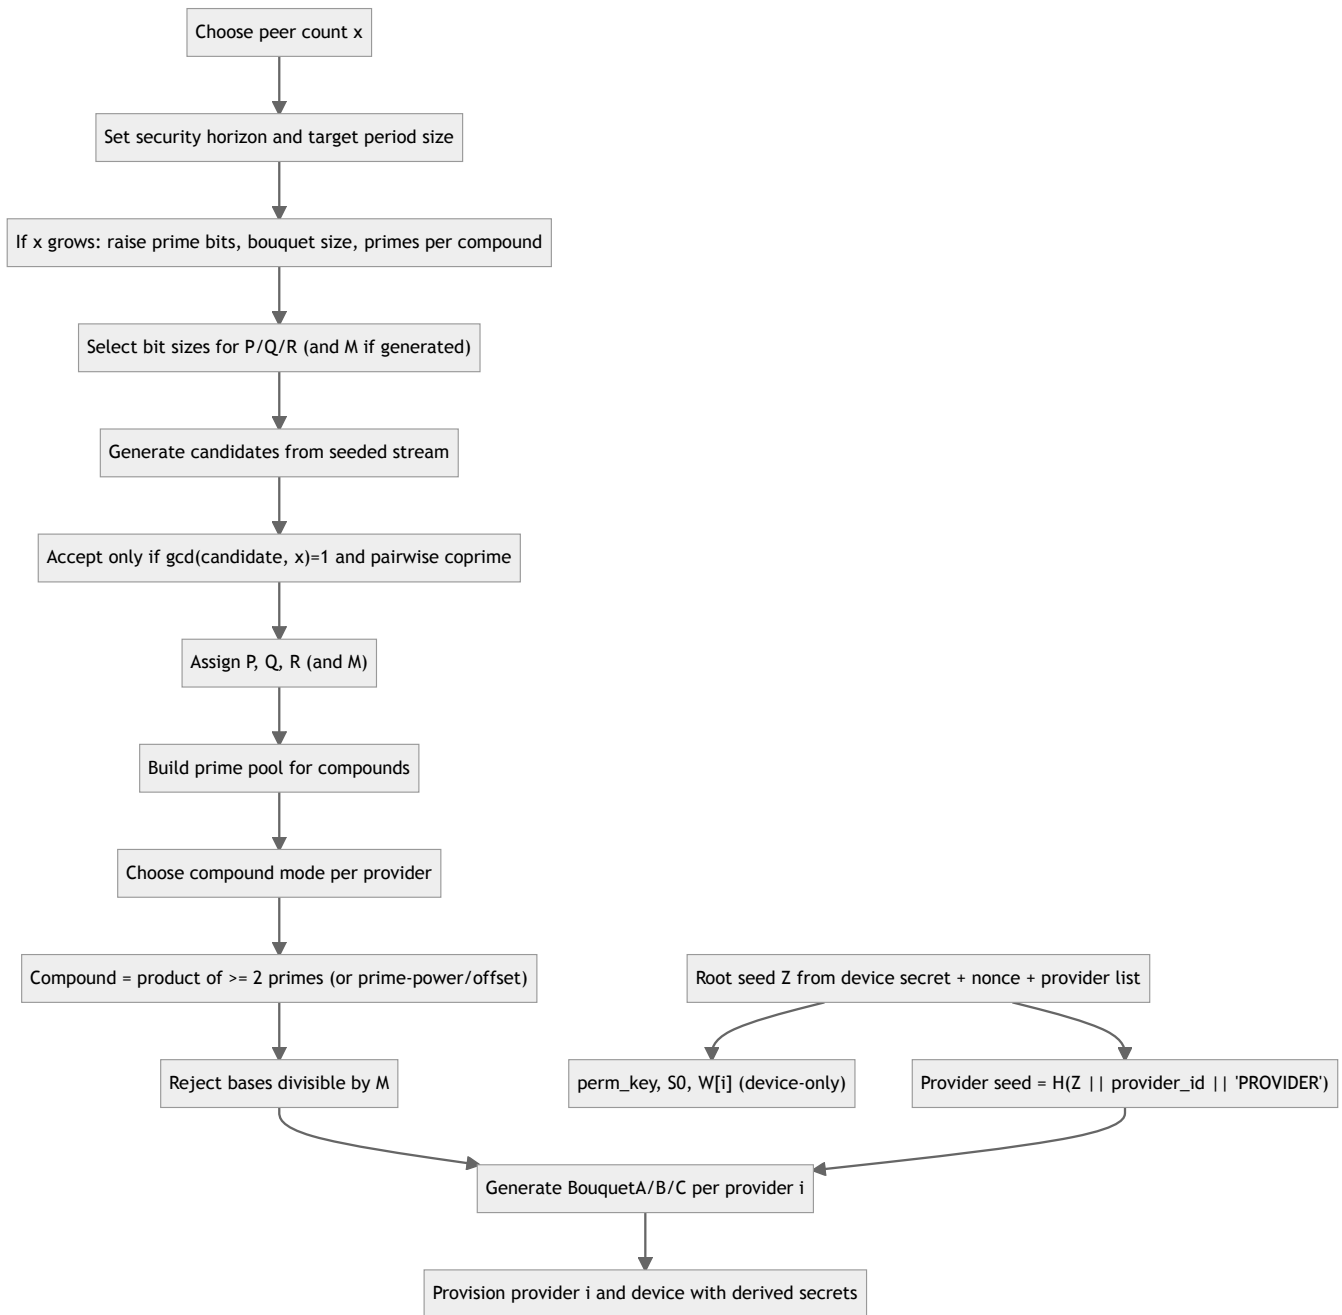 Choose peer count x
Set security horizon and target period size
If x grows: raise prime bits, bouquet size, primes per compound
Select bit sizes for P/Q/R (and M if generated)
Generate candidates from seeded stream
Accept only if gcd(candidate, x)=1 and pairwise coprime
Assign P, Q, R (and M)
Build prime pool for compounds
Choose compound mode per provider
Compound = product of >= 2 primes (or prime-power/offset)
Root seed Z from device secret + nonce + provider list
Reject bases divisible by M
perm_key, S0, W[i] (device-only)
Provider seed = H(Z || provider_id || 'PROVIDER')
Generate BouquetA/B/C per provider i
Provision provider i and device with derived secrets